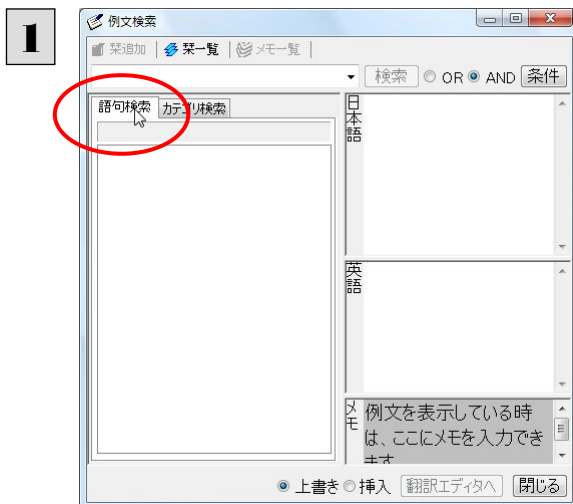 1
例文検索
栞追加 栞一覧 メモ一覧
検索 OR AND 条件
語句検索 カテゴリ検索
日本語
英語
メモ
例文を表示している時
は、ここにメモを入力でき
ます
上書き 挿入 翻訳エディタへ 閉じる